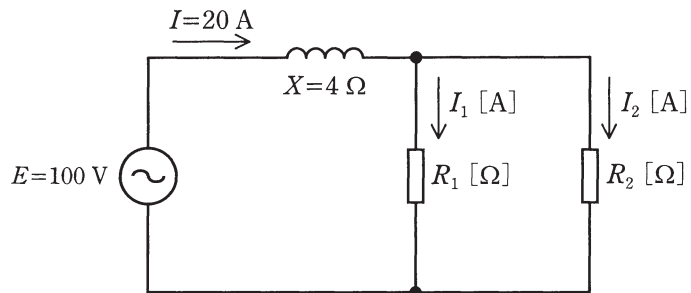 I=20 A
X=4 Ω
I₁ [A]
I₂ [A]
E=100 V
R₁ [Ω]
R₂ [Ω]